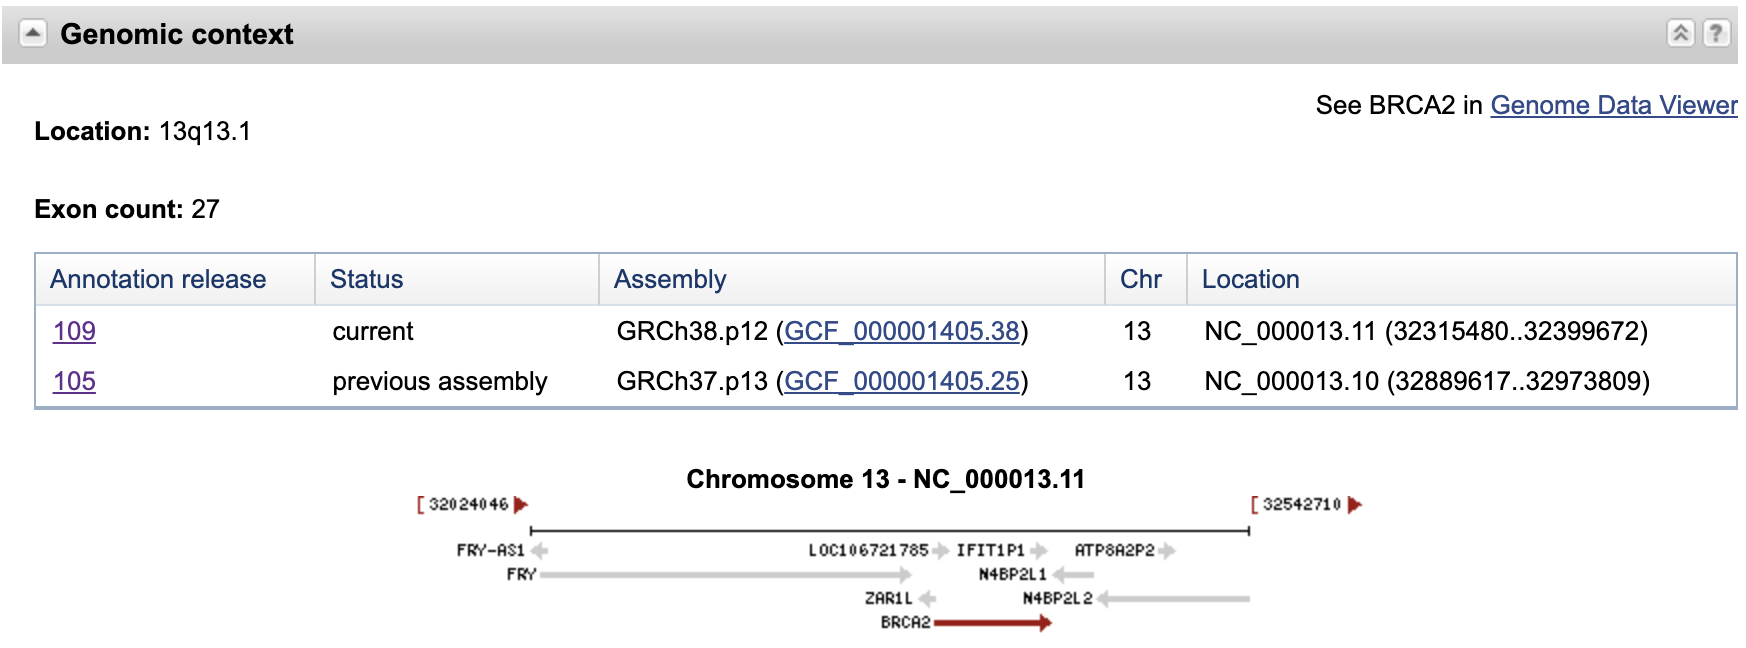 Genomic context
?
See BRCA2 in Genome Data Viewer
Location: 13q13.1
Exon count: 27
Annotation release Status Assembly Chr Location
109 current GRCh38.p12 (GCF_000001405.38) 13 NC_000013.11 (32315480..32399672)
105 previous assembly GRCh37.p13 (GCF_000001405.25) 13 NC_000013.10 (32889617..32973809)
Chromosome 13 - NC_000013.11
[ 32024046 [ 32542710
FRY-AS1 LOC106721785 IFIT1P1 ATP8A2P2
FRY N4BP2L1
ZAR1L N4BP2L2
BRCA2